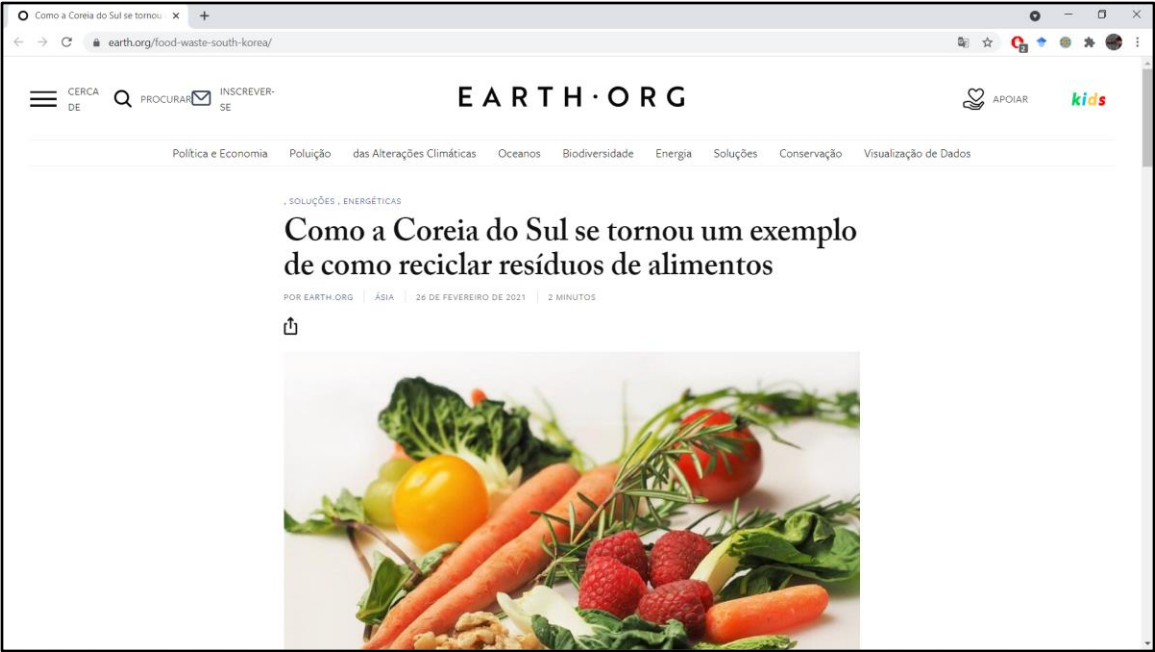 Como a Coreia do Sul se tornou
earth.org/food-waste-south-korea/
2
CERCA
DE
PROCURAR
INSCREVER-
SE
EARTH·ORG
APOIAR
kids
Política e Economia Poluição das Alterações Climáticas Oceanos Biodiversidade Energia Soluções Conservação Visualização de Dados
, SOLUÇÕES , ENERGÉTICAS
Como a Coreia do Sul se tornou um exemplo
de como reciclar resíduos de alimentos
POR EARTH.ORG ÁSIA 26 DE FEVEREIRO DE 2021 2 MINUTOS